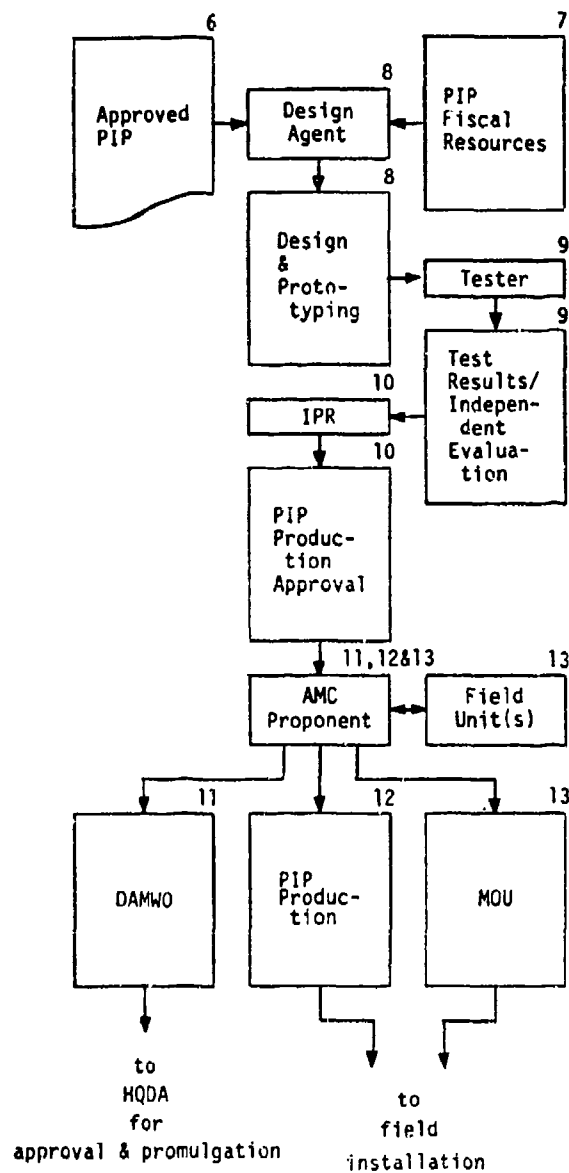 6
7
Approved
PIP
8
Design
Agent
PIP
Fiscal
Resources
8
Design
&
Proto-
typing
9
Tester
9
Test
Results/
Indepen-
dent
Evalua-
tion
10
IPR
10
PIP
Produc-
tion
Approval
11,12&13
AMC
Proponent
13
Field
Unit(s)
11
DAMWO
12
PIP
Produc-
tion
13
MOU
to
HQDA
for
approval & promulgation
to
field
installation